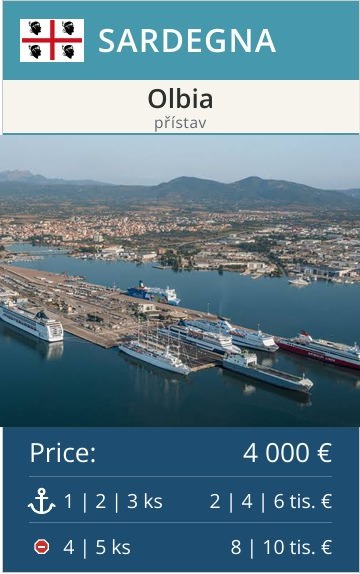 SARDEGNA
Olbia
přístav
Price: 4 000 €
1 | 2 | 3 ks 2 | 4 | 6 tis. €
4 | 5 ks 8 | 10 tis. €